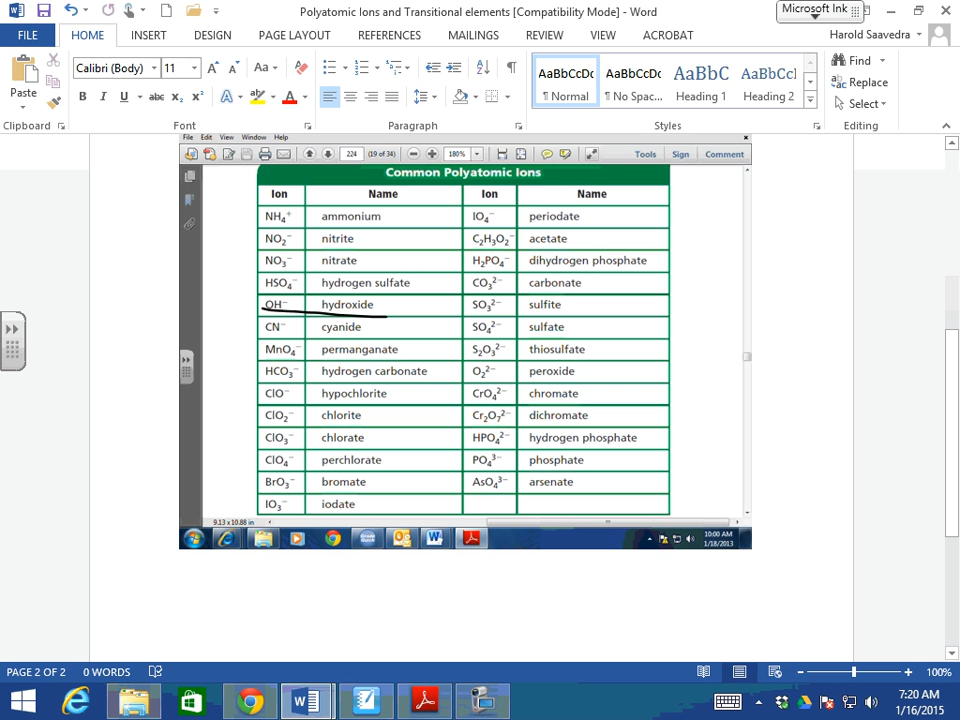 Polyatomic Ions and Transitional elements [Compatibility Mode] - Word
Microsoft Ink
FILE HOME INSERT DESIGN PAGE LAYOUT REFERENCES MAILINGS REVIEW VIEW ACROBAT Harold Saavedra
Calibri (Body) 11 Aa
Paste
B I U abc x₂ x² A A
AaBbCcDc AaBbCcDc AaBbC AaBbCcI
¶ Normal ¶ No Spac... Heading 1 Heading 2
Find
Replace
Select
Clipboard Font Paragraph Styles Editing
File Edit View Window Help
224 (19 of 34) 180% Tools Sign Comment
Common Polyatomic Ions
Ion Name Ion Name
NH₄⁺ ammonium IO₄⁻ periodate
NO₂⁻ nitrite C₂H₃O₂⁻ acetate
NO₃⁻ nitrate H₂PO₄⁻ dihydrogen phosphate
HSO₄⁻ hydrogen sulfate CO₃²⁻ carbonate
OH⁻ hydroxide SO₃²⁻ sulfite
CN⁻ cyanide SO₄²⁻ sulfate
MnO₄⁻ permanganate S₂O₃²⁻ thiosulfate
HCO₃⁻ hydrogen carbonate O₂²⁻ peroxide
ClO⁻ hypochlorite CrO₄²⁻ chromate
ClO₂⁻ chlorite Cr₂O₇²⁻ dichromate
ClO₃⁻ chlorate HPO₄²⁻ hydrogen phosphate
ClO₄⁻ perchlorate PO₄³⁻ phosphate
BrO₃⁻ bromate AsO₄³⁻ arsenate
IO₃⁻ iodate
9.13 x 10.88 in
10:00 AM
1/18/2013
PAGE 2 OF 2 0 WORDS 100%
7:20 AM
1/16/2015